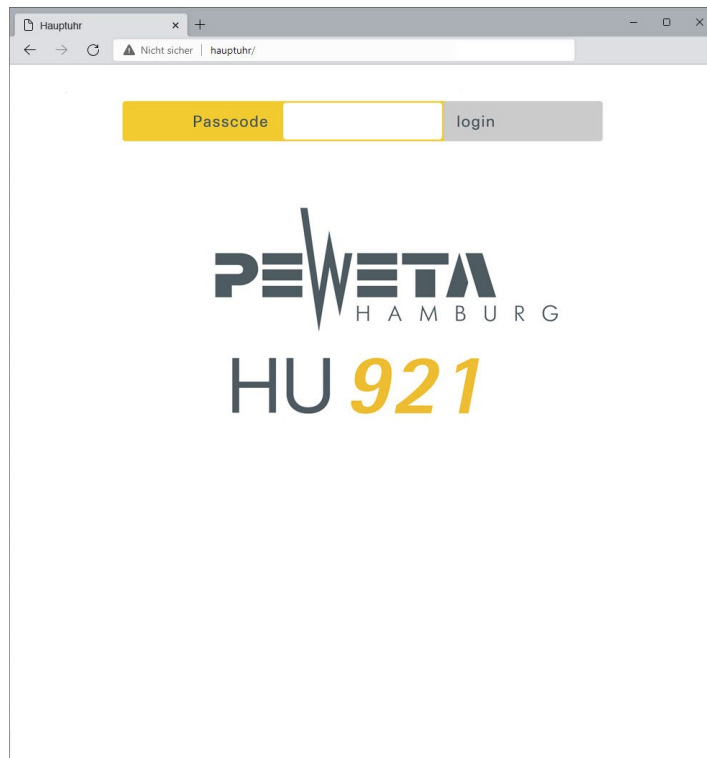 Hauptuhr
Nicht sicher | hauptuhr/
Passcode login
PEWETA
HAMBURG
HU 921